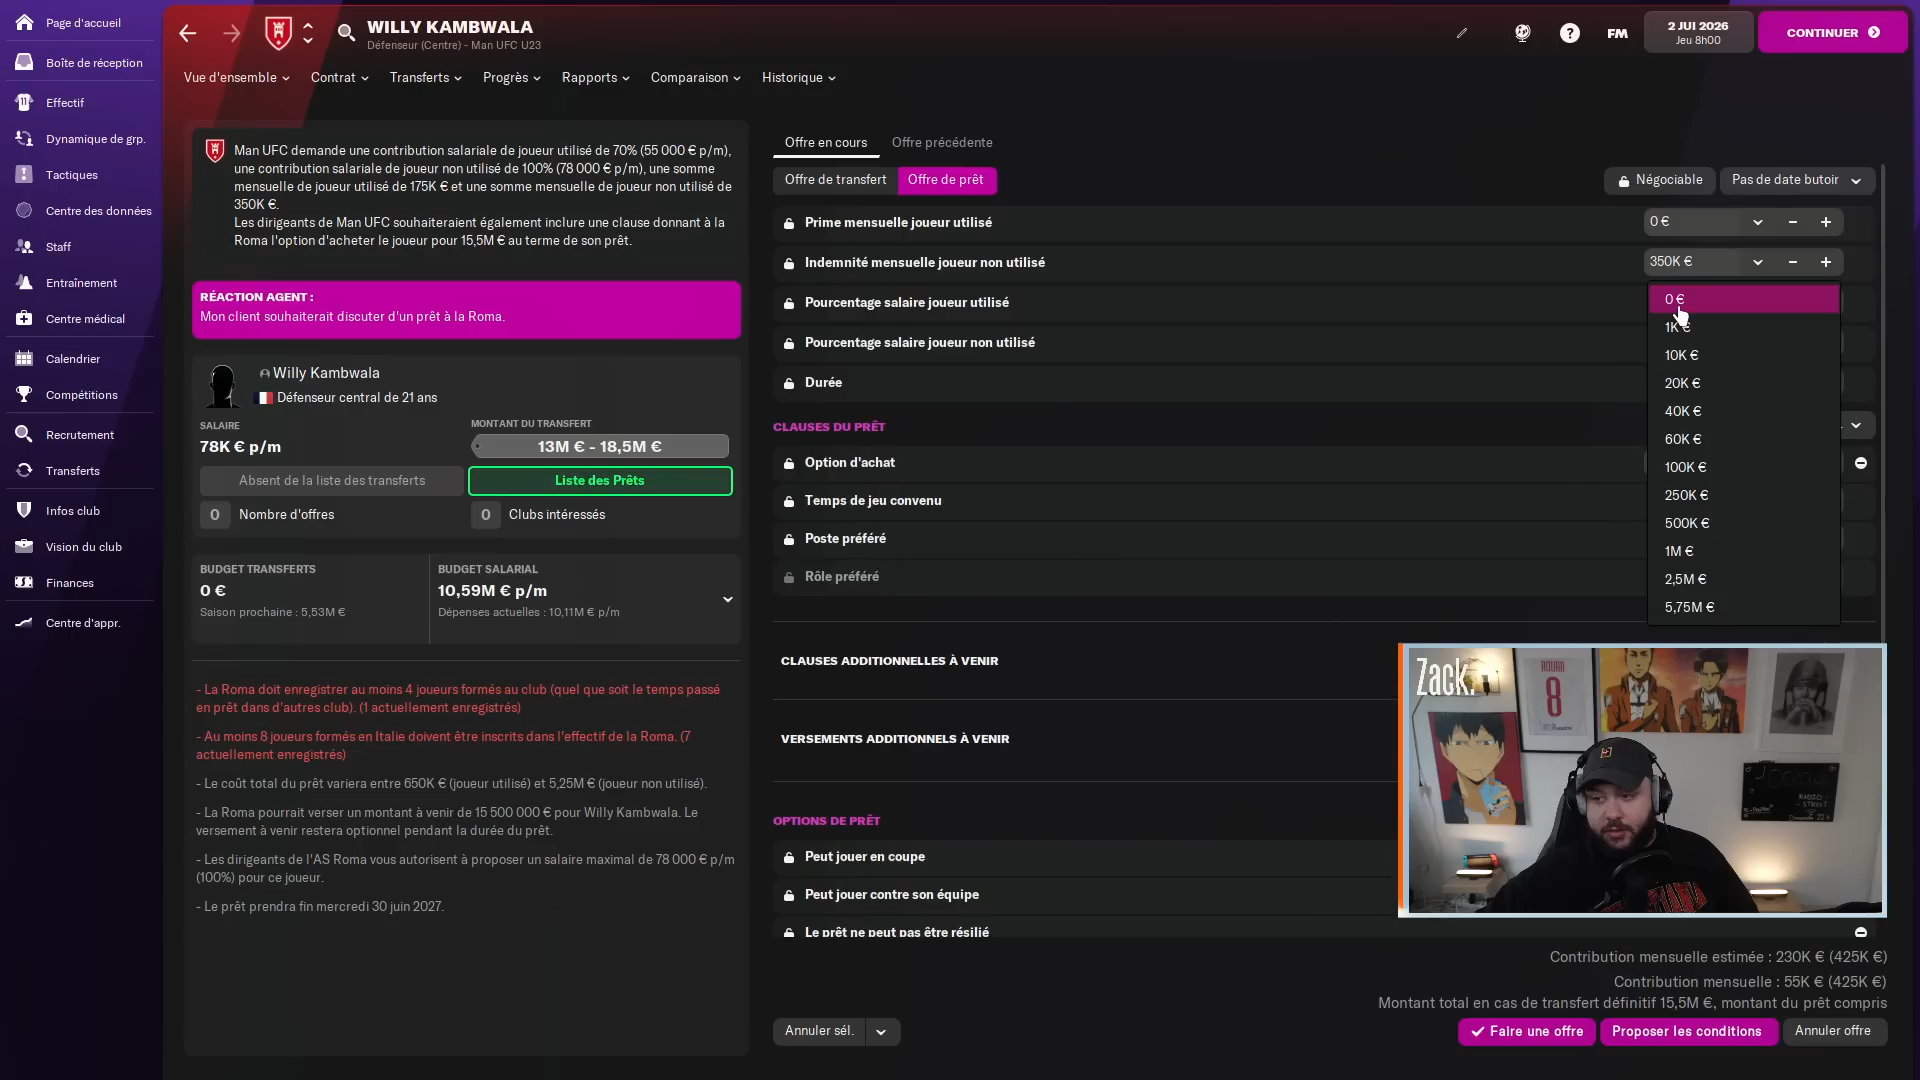 Page d'accueil
Boîte de réception
Effectif
Dynamique de grp.
Tactiques
Centre des données
Staff
Entraînement
Centre médical
Calendrier
Compétitions
Recrutement
Transferts
Infos club
Vision du club
Finances
Centre d'appr.
WILLY KAMBWALA
Défenseur (Centre) - Man UFC U23
FM
2 JUI 2026
Jeu 8h00
CONTINUER
Vue d'ensemble
Contrat
Transferts
Progrès
Rapports
Comparaison
Historique
Man UFC demande une contribution salariale de joueur utilisé de 70% (55 000 € p/m),
une contribution salariale de joueur non utilisé de 100% (78 000 € p/m), une somme
mensuelle de joueur utilisé de 175K € et une somme mensuelle de joueur non utilisé de
350K €.
Les dirigeants de Man UFC souhaiteraient également inclure une clause donnant à la
Roma l'option d'acheter le joueur pour 15,5M € au terme de son prêt.
RÉACTION AGENT :
Mon client souhaiterait discuter d'un prêt à la Roma.
Willy Kambwala
Défenseur central de 21 ans
SALAIRE
78K € p/m
MONTANT DU TRANSFERT
13M € - 18,5M €
Absent de la liste des transferts
Liste des Prêts
0 Nombre d'offres
0 Clubs intéressés
BUDGET TRANSFERTS
0 €
Saison prochaine : 5,53M €
BUDGET SALARIAL
10,59M € p/m
Dépenses actuelles : 10,11M € p/m
- La Roma doit enregistrer au moins 4 joueurs formés au club (quel que soit le temps passé
en prêt dans d'autres club). (1 actuellement enregistrés)
- Au moins 8 joueurs formés en Italie doivent être inscrits dans l'effectif de la Roma. (7
actuellement enregistrés)
- Le coût total du prêt variera entre 650K € (joueur utilisé) et 5,25M € (joueur non utilisé).
- La Roma pourrait verser un montant à venir de 15 500 000 € pour Willy Kambwala. Le
versement à venir restera optionnel pendant la durée du prêt.
- Les dirigeants de l'AS Roma vous autorisent à proposer un salaire maximal de 78 000 € p/m
(100%) pour ce joueur.
- Le prêt prendra fin mercredi 30 juin 2027.
Offre en cours
Offre précédente
Offre de transfert
Offre de prêt
Négociable
Pas de date butoir
Prime mensuelle joueur utilisé
0 €
Indemnité mensuelle joueur non utilisé
350K €
Pourcentage salaire joueur utilisé
Pourcentage salaire joueur non utilisé
Durée
0 €
1K €
10K €
20K €
40K €
60K €
100K €
250K €
500K €
1M €
2,5M €
5,75M €
CLAUSES DU PRÊT
Option d'achat
Temps de jeu convenu
Poste préféré
Rôle préféré
CLAUSES ADDITIONNELLES À VENIR
VERSEMENTS ADDITIONNELS À VENIR
OPTIONS DE PRÊT
Peut jouer en coupe
Peut jouer contre son équipe
Le prêt ne peut pas être résilié
Zack.
8
RADIO -
STREET
Contribution mensuelle estimée : 230K € (425K €)
Contribution mensuelle : 55K € (425K €)
Montant total en cas de transfert définitif 15,5M €, montant du prêt compris
Annuler sél.
Faire une offre
Proposer les conditions
Annuler offre